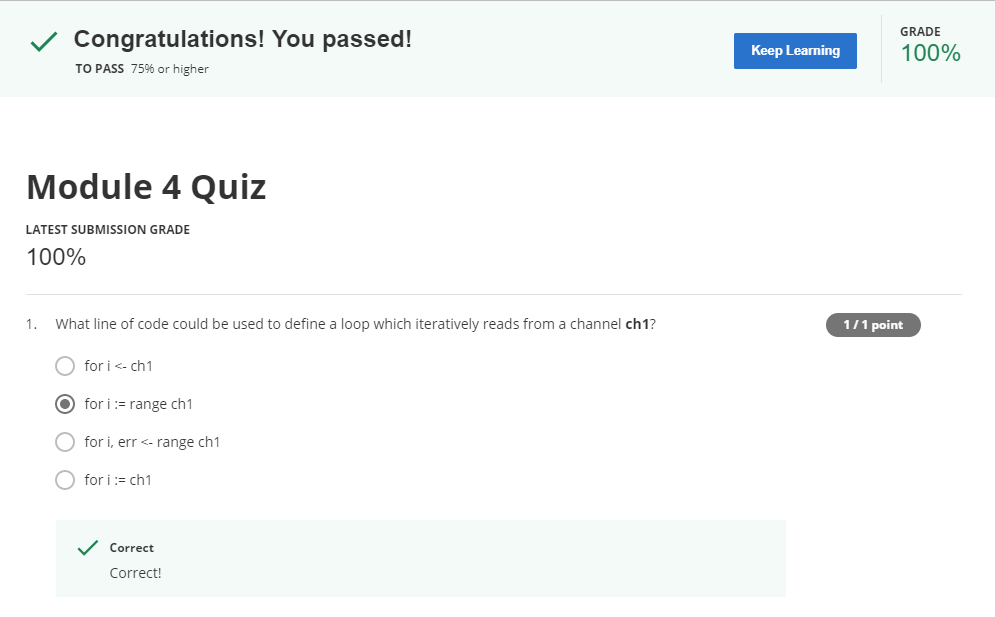 Congratulations! You passed!
TO PASS 75% or higher
Keep Learning
GRADE
100%
Module 4 Quiz
LATEST SUBMISSION GRADE
100%
1. What line of code could be used to define a loop which iteratively reads from a channel ch1?
1 / 1 point
for i <- ch1
for i := range ch1
for i, err <- range ch1
for i := ch1
Correct
Correct!